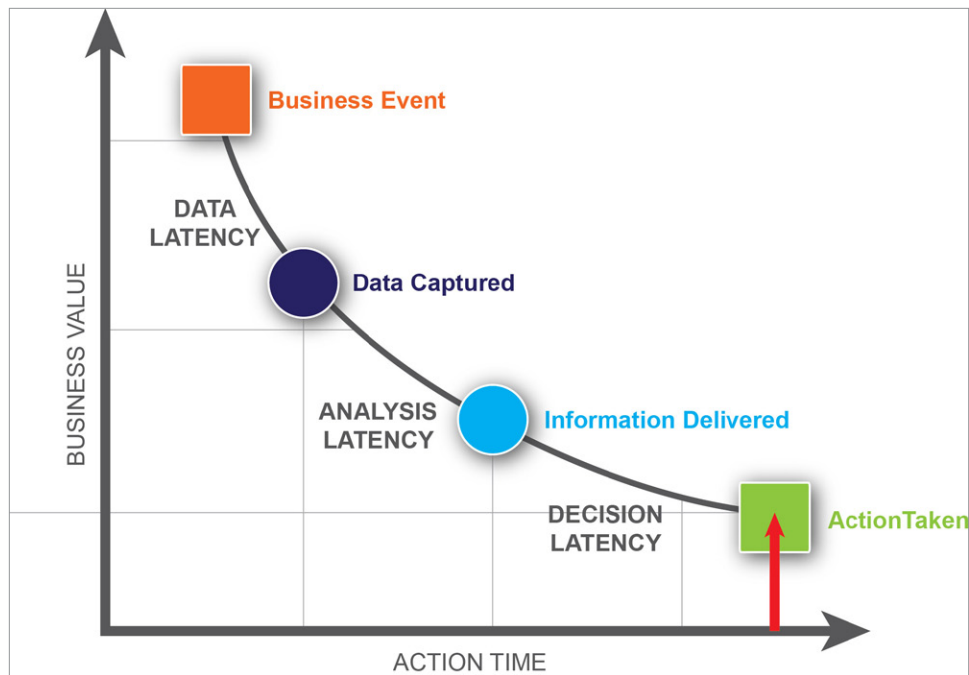 Business Event
DATA
LATENCY
Data Captured
BUSINESS VALUE
ANALYSIS
LATENCY
Information Delivered
DECISION
LATENCY
ActionTaken
ACTION TIME